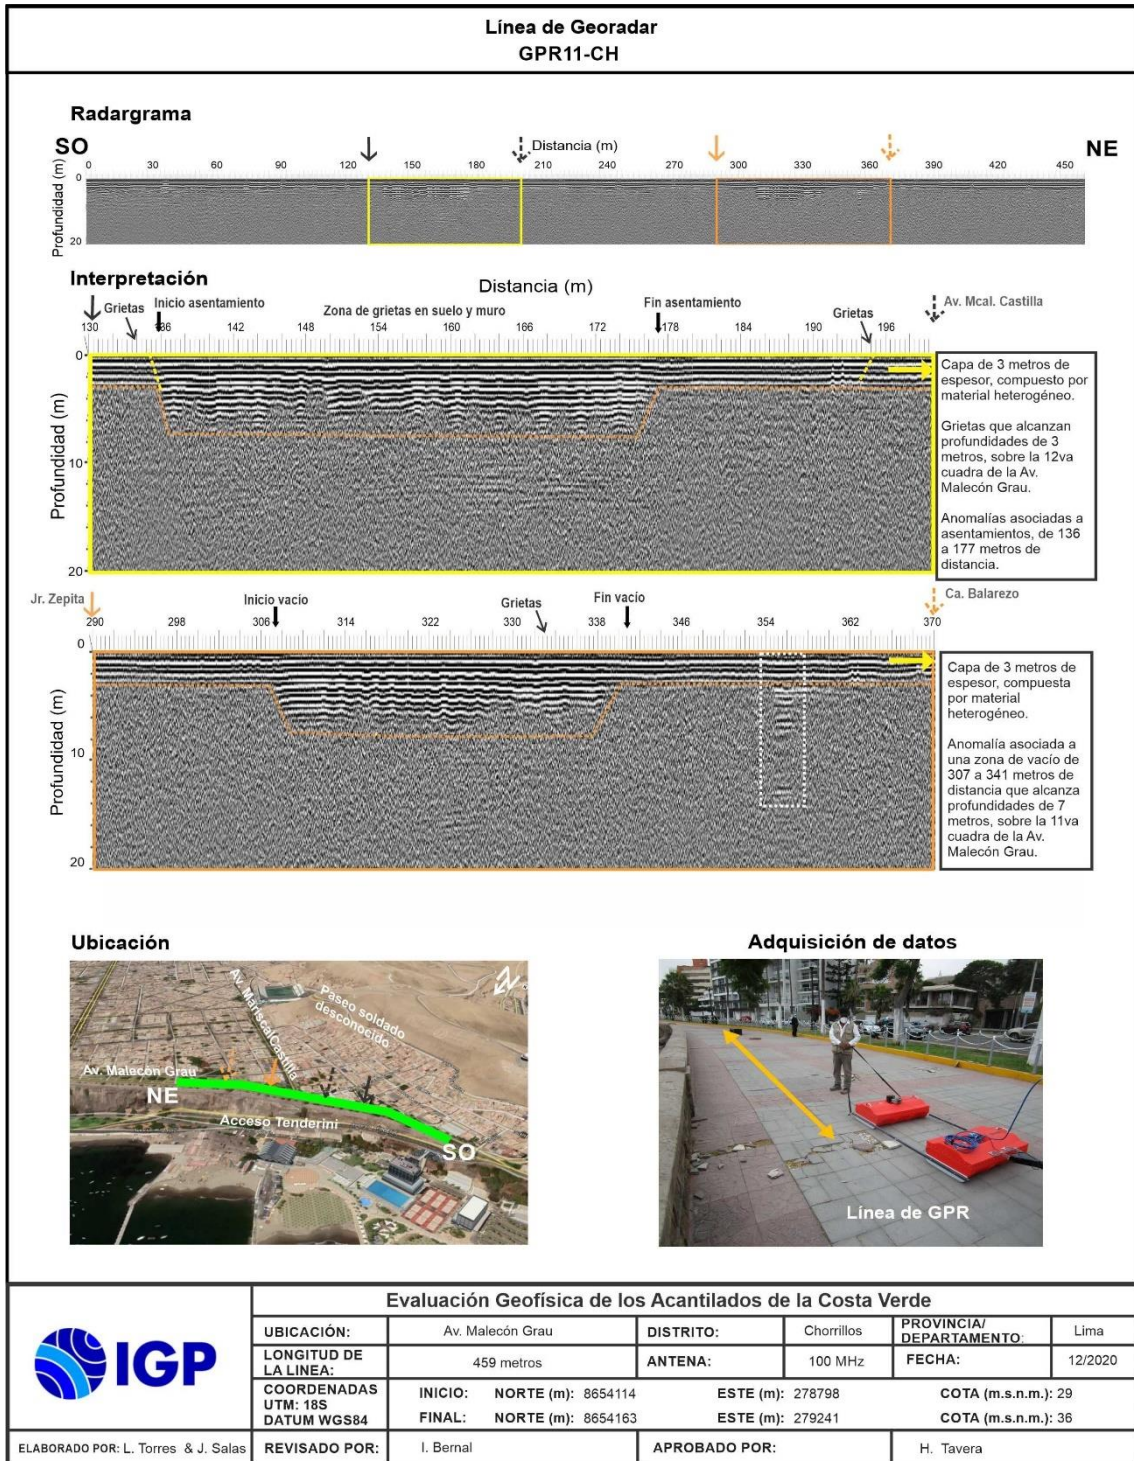 Línea de Georadar
GPR11-CH
Radargrama
SO
Distancia (m)
NE
0 30 60 90 120 150 180 210 240 270 300 330 360 390 420 450
Profundidad (m)
0
20
Interpretación
Distancia (m)
Grietas
Inicio asentamiento
Zona de grietas en suelo y muro
Fin asentamiento
Grietas
Av. Mcal. Castilla
130 136 142 148 154 160 166 172 178 184 190 196
Profundidad (m)
0
10
20
Capa de 3 metros de
espesor, compuesto por
material heterogéneo.
Grietas que alcanzan
profundidades de 3
metros, sobre la 12va
cuadra de la Av.
Malecón Grau.
Anomalías asociadas a
asentamientos, de 136
a 177 metros de
distancia.
Jr. Zepita
Inicio vacío
Grietas
Fin vacío
Ca. Balarezo
290 298 306 314 322 330 338 346 354 362 370
Profundidad (m)
0
10
20
Capa de 3 metros de
espesor, compuesta
por material
heterogéneo.
Anomalía asociada a
una zona de vacío de
307 a 341 metros de
distancia que alcanza
profundidades de 7
metros, sobre la 11va
cuadra de la Av.
Malecón Grau.
Ubicación
Av. MariscalCastilla
Paseo soldado
desconocido
N
Av. Malecón Grau
NE
Acceso Tenderini
SO
Adquisición de datos
Línea de GPR
IGP
Evaluación Geofísica de los Acantilados de la Costa Verde
UBICACIÓN: Av. Malecón Grau DISTRITO: Chorrillos PROVINCIA/ DEPARTAMENTO: Lima
LONGITUD DE LA LINEA: 459 metros ANTENA: 100 MHz FECHA: 12/2020
COORDENADAS
UTM: 18S
DATUM WGS84
INICIO: NORTE (m): 8654114 ESTE (m): 278798 COTA (m.s.n.m.): 29
FINAL: NORTE (m): 8654163 ESTE (m): 279241 COTA (m.s.n.m.): 36
ELABORADO POR: L. Torres & J. Salas REVISADO POR: I. Bernal APROBADO POR: H. Tavera